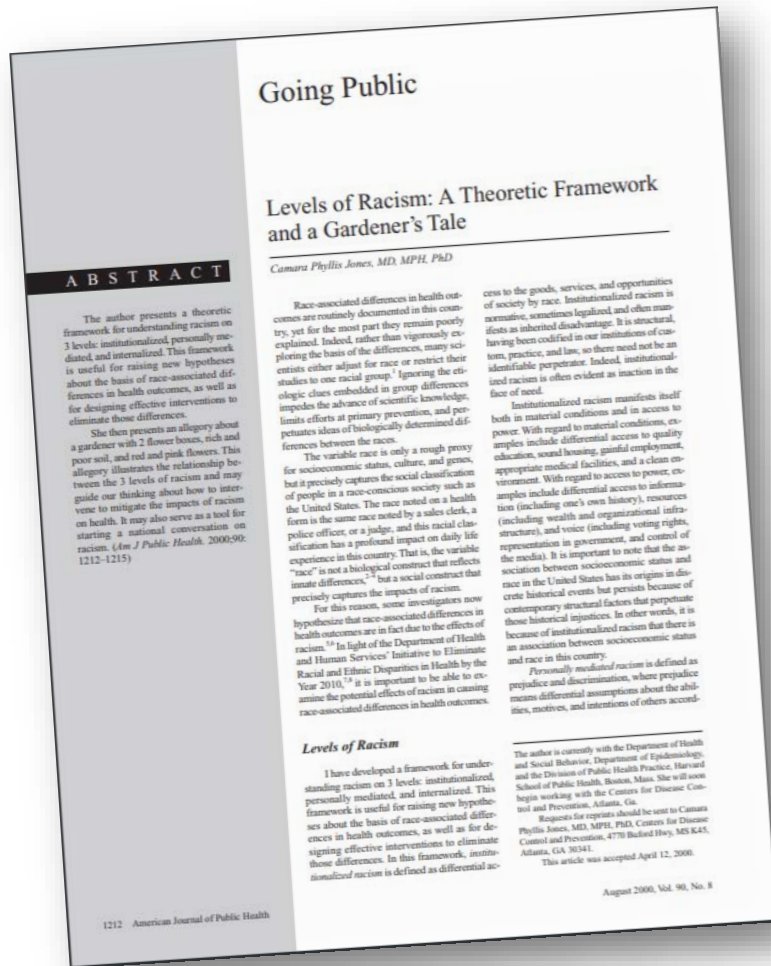 Going Public
Levels of Racism: A Theoretic Framework
and a Gardener's Tale
Camara Phyllis Jones, MD, MPH, PhD
ABSTRACT
The author presents a theoretic
framework for understanding racism on
3 levels: institutionalized, personally me-
diated, and internalized. This framework
is useful for raising new hypotheses
about the basis of race-associated dif-
ferences in health outcomes, as well as
for designing effective interventions to
eliminate those differences.
She then presents an allegory about
a gardener with 2 flower boxes, rich and
poor soil, and red and pink flowers. This
allegory illustrates the relationship be-
tween the 3 levels of racism and may
guide our thinking about how to inter-
vene to mitigate the impacts of racism
on health. It may also serve as a tool for
starting a national conversation on
racism. (Am J Public Health. 2000;90:
1212–1215)
Race-associated differences in health out-
comes are routinely documented in this coun-
try, yet for the most part they remain poorly
explained. Indeed, rather than vigorously ex-
ploring the basis of the differences, many sci-
entists either adjust for race or restrict their
studies to one racial group.1 Ignoring the eti-
ologic clues embedded in group differences
impedes the advance of scientific knowledge,
limits efforts at primary prevention, and per-
petuates ideas of biologically determined dif-
ferences between the races.
The variable race is only a rough proxy
for socioeconomic status, culture, and genes,
but it precisely captures the social classification
of people in a race-conscious society such as
the United States. The race noted on a health
form is the same race noted by a sales clerk, a
police officer, or a judge, and this racial clas-
sification has a profound impact on daily life
experience in this country. That is, the variable
"race" is not a biological construct that reflects
innate differences,2–4 but a social construct that
precisely captures the impacts of racism.
For this reason, some investigators now
hypothesize that race-associated differences in
health outcomes are in fact due to the effects of
racism.5,6 In light of the Department of Health
and Human Services' Initiative to Eliminate
Racial and Ethnic Disparities in Health by the
Year 2010,7,8 it is important to be able to ex-
amine the potential effects of racism in causing
race-associated differences in health outcomes.
Levels of Racism
I have developed a framework for under-
standing racism on 3 levels: institutionalized,
personally mediated, and internalized. This
framework is useful for raising new hypothe-
ses about the basis of race-associated differ-
ences in health outcomes, as well as for de-
signing effective interventions to eliminate
those differences. In this framework, institu-
tionalized racism is defined as differential ac-
cess to the goods, services, and opportunities
of society by race. Institutionalized racism is
normative, sometimes legalized, and often man-
ifests as inherited disadvantage. It is structural,
having been codified in our institutions of cus-
tom, practice, and law, so there need not be an
identifiable perpetrator. Indeed, institutional-
ized racism is often evident as inaction in the
face of need.
Institutionalized racism manifests itself
both in material conditions and in access to
power. With regard to material conditions, ex-
amples include differential access to quality
education, sound housing, gainful employment,
appropriate medical facilities, and a clean en-
vironment. With regard to access to power, ex-
amples include differential access to informa-
tion (including one's own history), resources
(including wealth and organizational infra-
structure), and voice (including voting rights,
representation in government, and control of
the media). It is important to note that the as-
sociation between socioeconomic status and
race in the United States has its origins in dis-
crete historical events but persists because of
contemporary structural factors that perpetuate
those historical injustices. In other words, it is
because of institutionalized racism that there is
an association between socioeconomic status
and race in this country.
Personally mediated racism is defined as
prejudice and discrimination, where prejudice
means differential assumptions about the abil-
ities, motives, and intentions of others accord-
The author is currently with the Department of Health
and Social Behavior, Department of Epidemiology,
and the Division of Public Health Practice, Harvard
School of Public Health, Boston, Mass. She will soon
begin working with the Centers for Disease Con-
trol and Prevention, Atlanta, Ga.
Requests for reprints should be sent to Camara
Phyllis Jones, MD, MPH, PhD, Centers for Disease
Control and Prevention, 4770 Buford Hwy, MS K45,
Atlanta, GA 30341.
This article was accepted April 12, 2000.
1212 American Journal of Public Health
August 2000, Vol. 90, No. 8